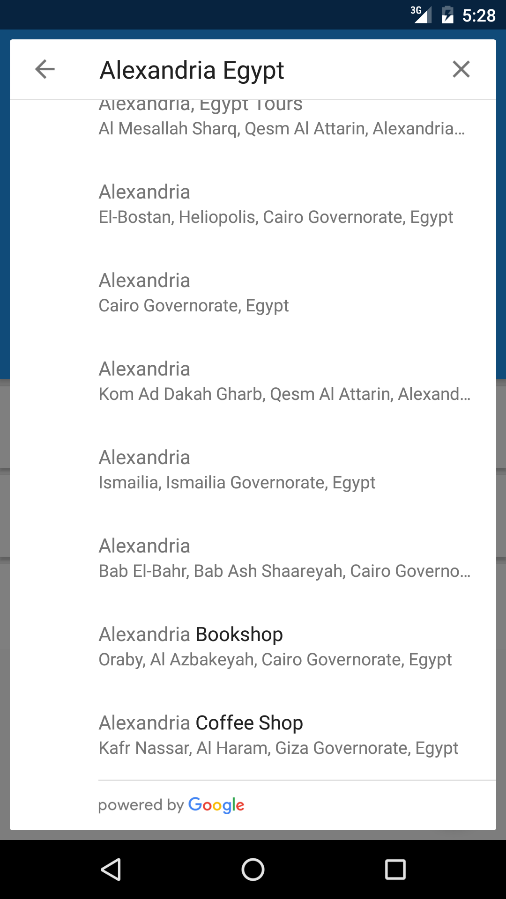 3G 5:28
Alexandria Egypt
Alexandria, Egypt Tours
Al Mesallah Sharq, Qesm Al Attarin, Alexandria...
Alexandria
El-Bostan, Heliopolis, Cairo Governorate, Egypt
Alexandria
Cairo Governorate, Egypt
Alexandria
Kom Ad Dakah Gharb, Qesm Al Attarin, Alexand...
Alexandria
Ismailia, Ismailia Governorate, Egypt
Alexandria
Bab El-Bahr, Bab Ash Shaareyah, Cairo Governo...
Alexandria Bookshop
Oraby, Al Azbakeyah, Cairo Governorate, Egypt
Alexandria Coffee Shop
Kafr Nassar, Al Haram, Giza Governorate, Egypt
powered by Google